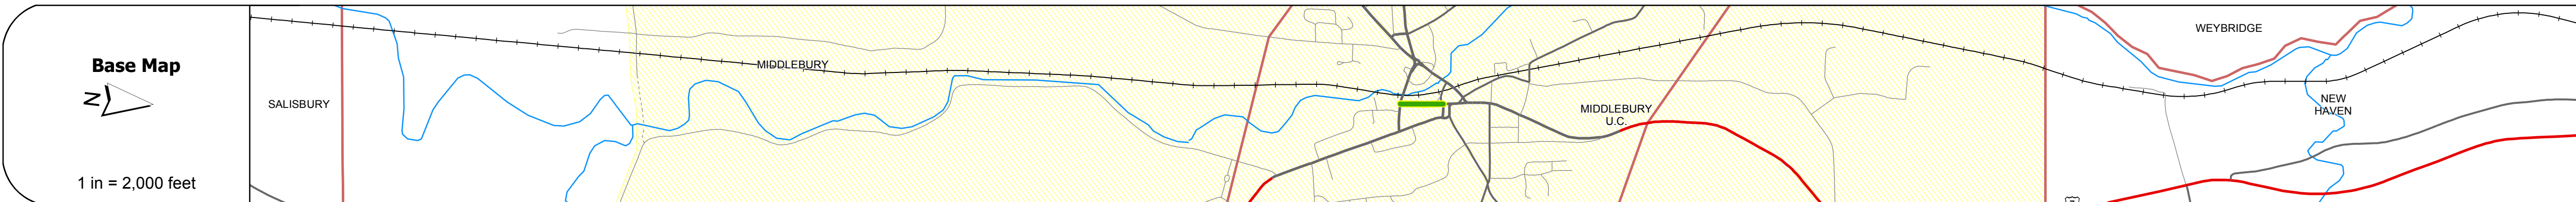 Base Map
N
1 in = 2,000 feet
SALISBURY
MIDDLEBURY
MIDDLEBURY
U.C.
WEYBRIDGE
NEW
HAVEN